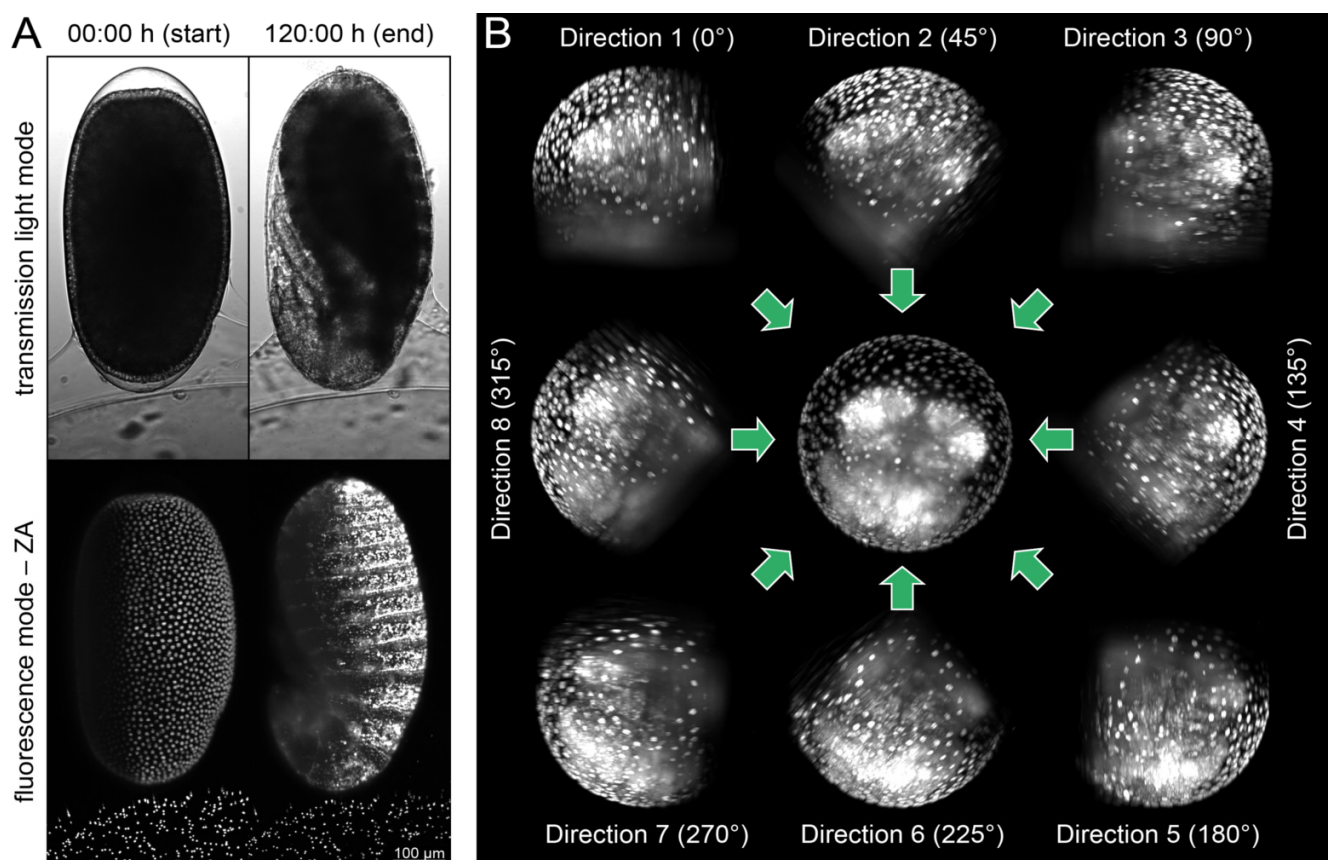 A
00:00 h (start)
120:00 h (end)
transmission light mode
fluorescence mode – ZA
100 µm
B
Direction 1 (0°)
Direction 2 (45°)
Direction 3 (90°)
Direction 8 (315°)
Direction 4 (135°)
Direction 7 (270°)
Direction 6 (225°)
Direction 5 (180°)